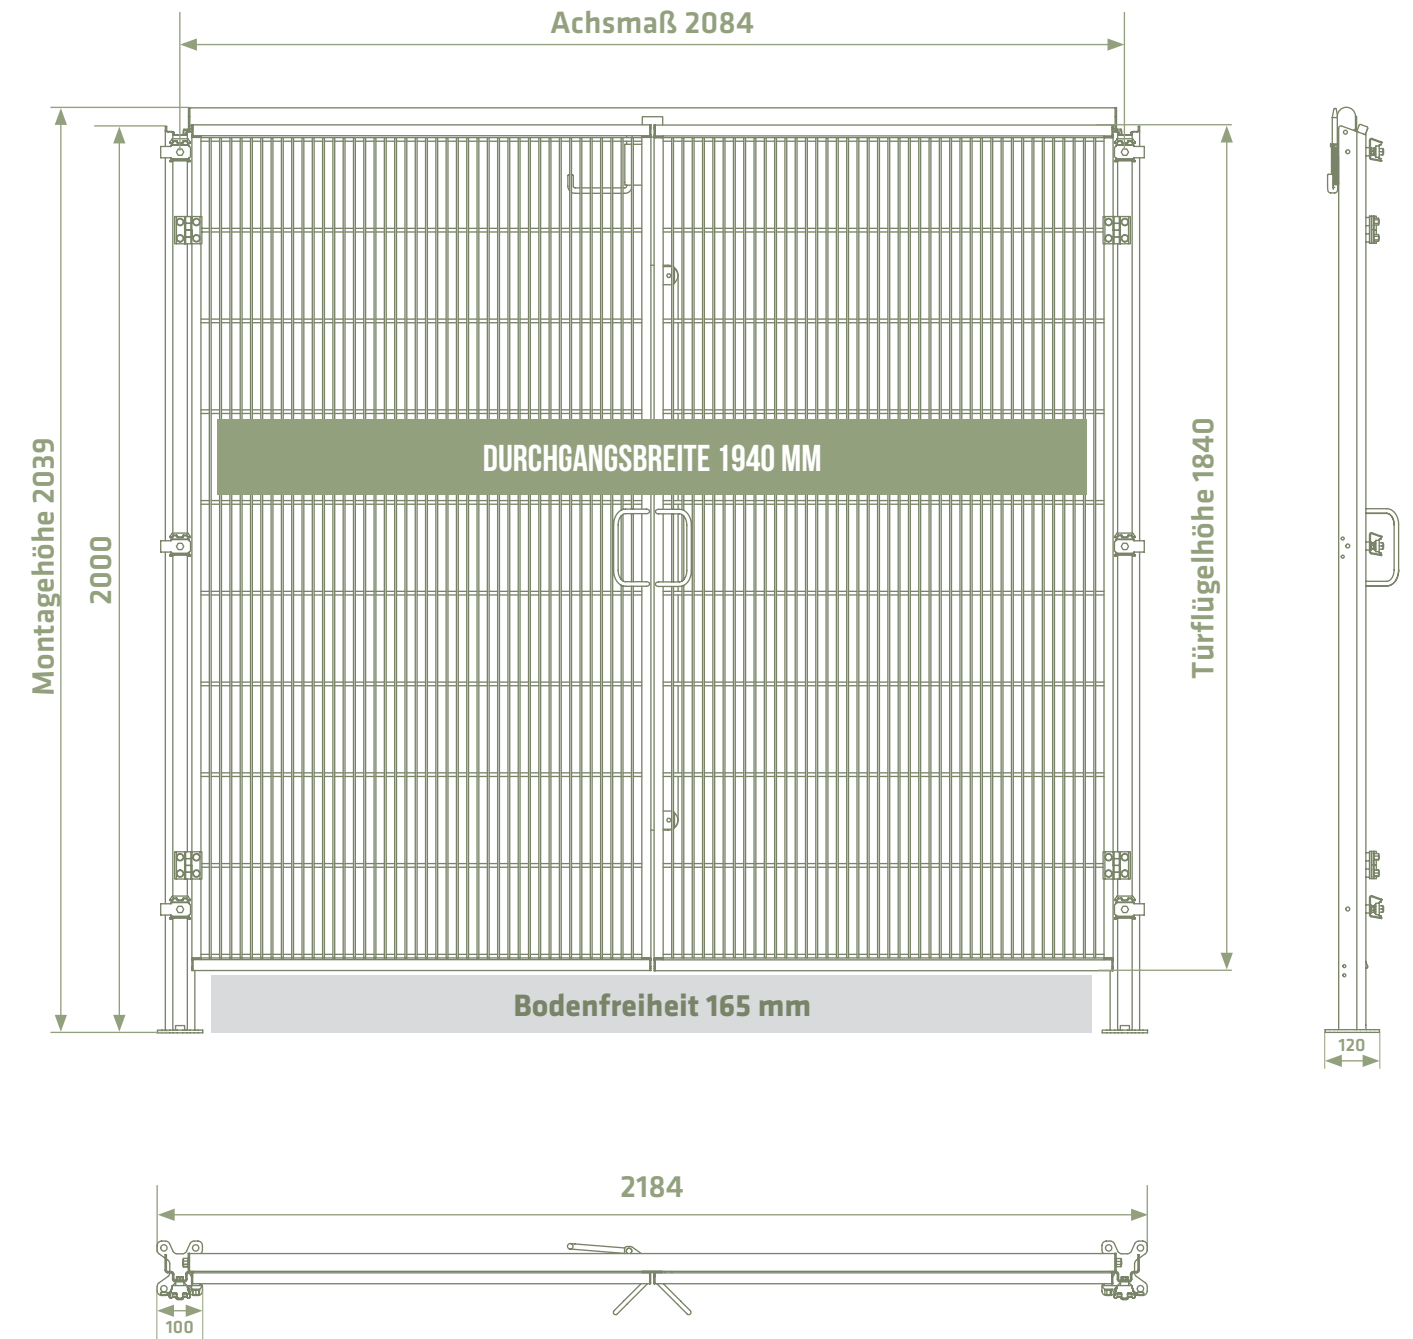 Achsmaß 2084
Montagehöhe 2039
2000
DURCHGANGSBREITE 1940 MM
Türflügelhöhe 1840
Bodenfreiheit 165 mm
120
2184
100